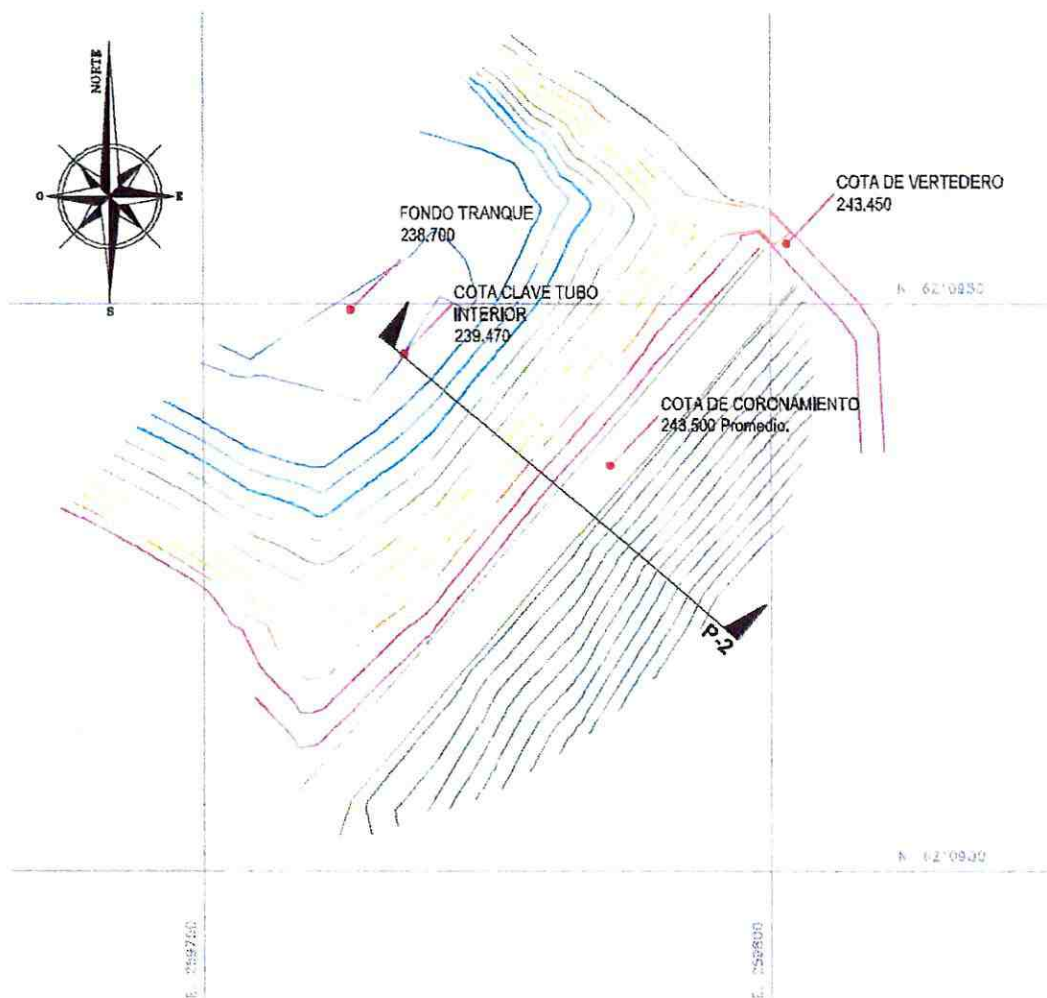 NORTE
O
E
S
COTA DE VERTEDERO
243.450
FONDO TRANQUE
238.700
COTA CLAVE TUBO
INTERIOR
239.470
COTA DE CORONAMIENTO
243.500 Promedio.
P-2